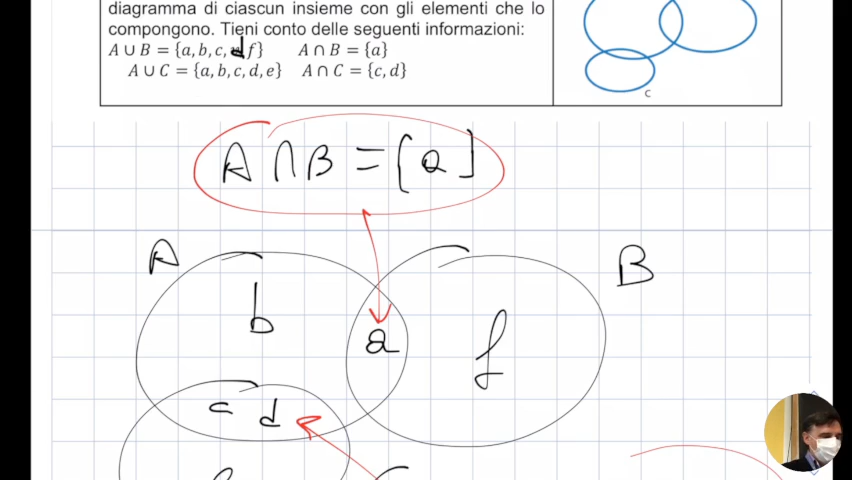 diagramma di ciascun insieme con gli elementi che lo
compongono. Tieni conto delle seguenti informazioni:
A ∪ B = {a, b, c, d f} A ∩ B = {a}
A ∪ C = {a, b, c, d, e} A ∩ C = {c, d}
C
A ∩ B = {a}
A
B
b
a
f
c d